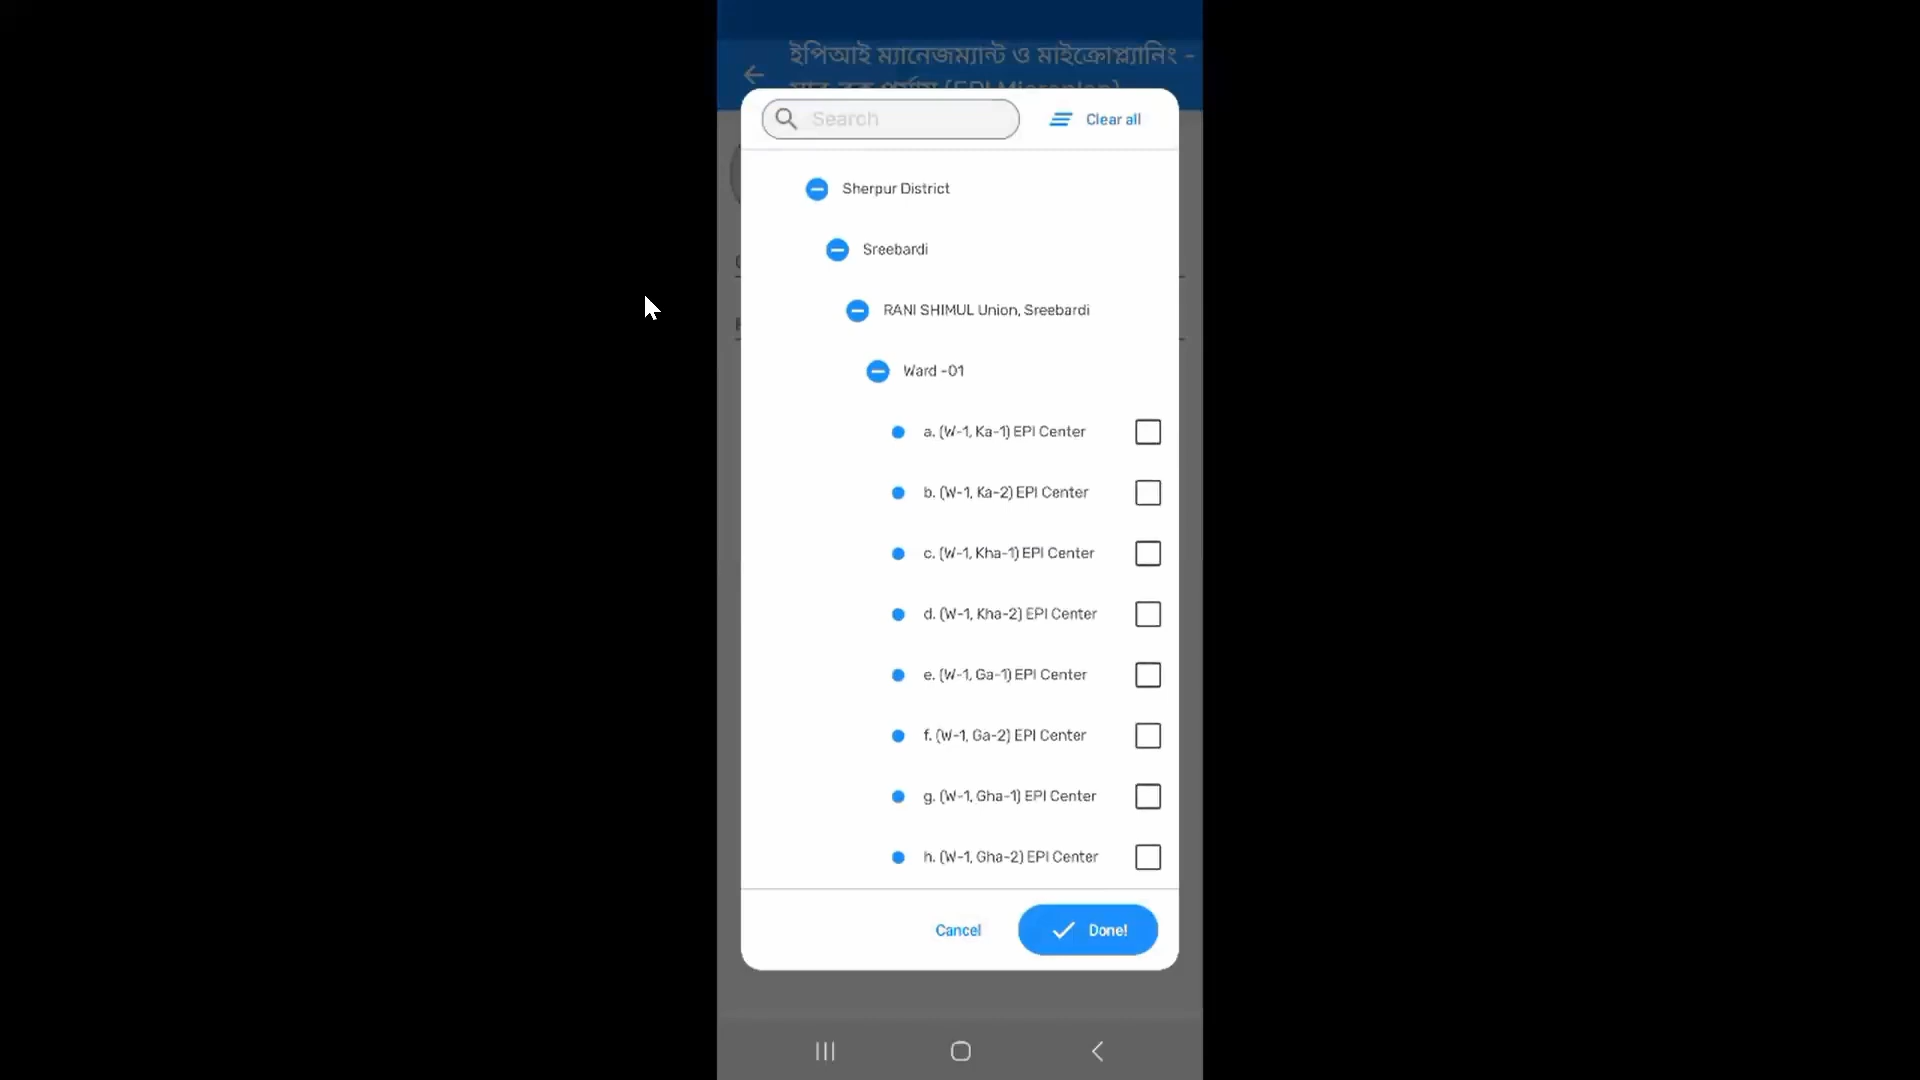 ইপিআই ম্যানেজম্যান্ট ও মাইক্রোপ্ল্যানিং -
(EPI Microplan)
Search
Clear all
Sherpur District
Sreebardi
RANI SHIMUL Union, Sreebardi
Ward -01
a. (W-1, Ka-1) EPI Center
b. (W-1, Ka-2) EPI Center
c. (W-1, Kha-1) EPI Center
d. (W-1, Kha-2) EPI Center
e. (W-1, Ga-1) EPI Center
f. (W-1, Ga-2) EPI Center
g. (W-1, Gha-1) EPI Center
h. (W-1, Gha-2) EPI Center
Cancel
Done!